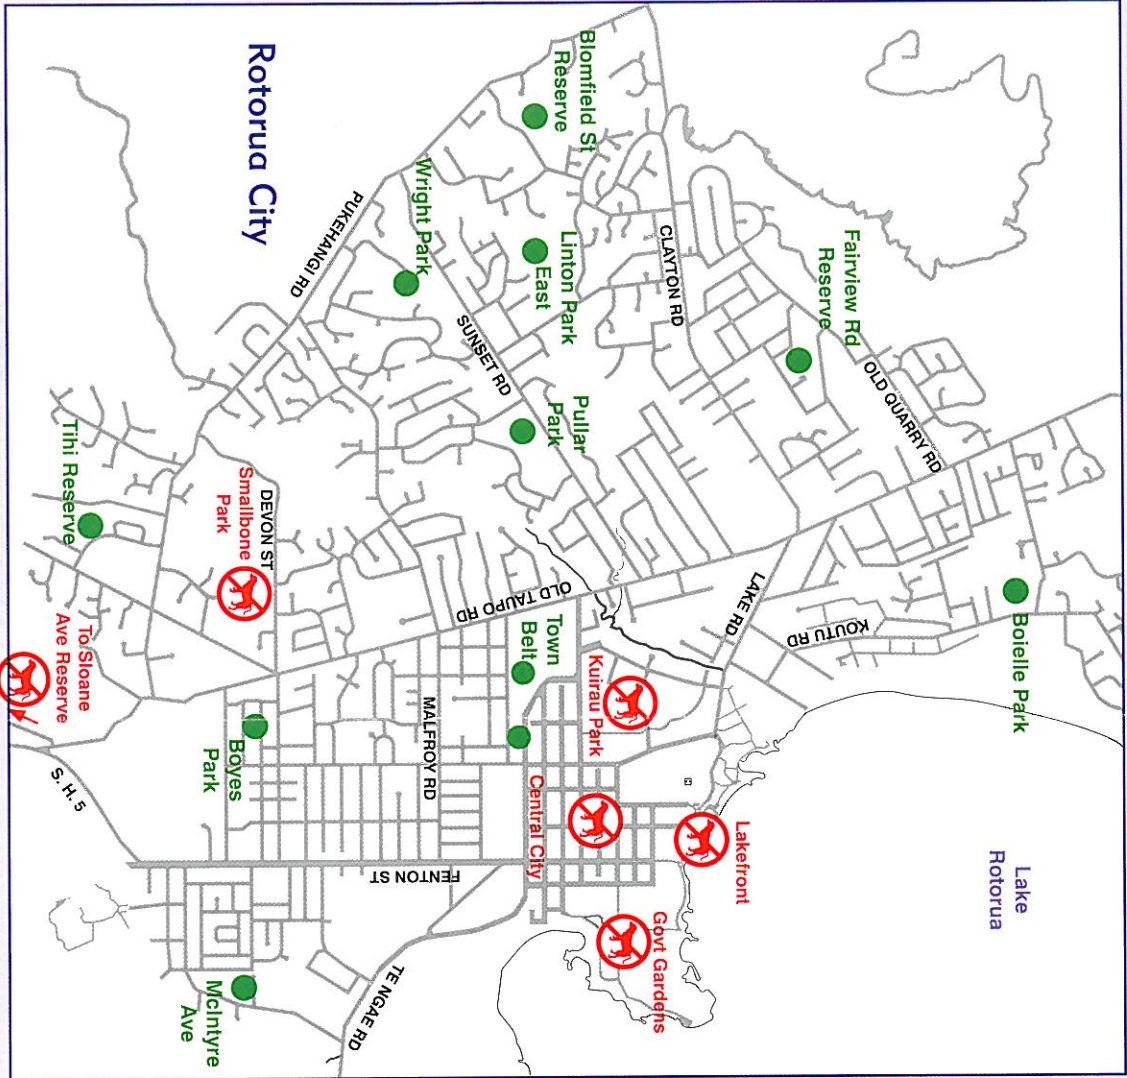 Rotorua City
Blomfield St
Reserve
Wright Park
Linton Park
East
Fairview Rd
Reserve
Pullar
Park
Tihi Reserve
Smallbone
Park
To Sloane
Ave Reserve
Boyes
Park
Town
Belt
Kuirau Park
Central City
Lakefront
Govt Gardens
McIntyre
Ave
Boielle Park
Lake
Rotorua
PUKEHANGI RD
SUNSET RD
CLAYTON RD
OLD QUARRY RD
DEVON ST
OLD TAUPO RD
LAKE RD
KOUTU RD
MALFROY RD
FENTON ST
TE NGAE RD
S. H. 5